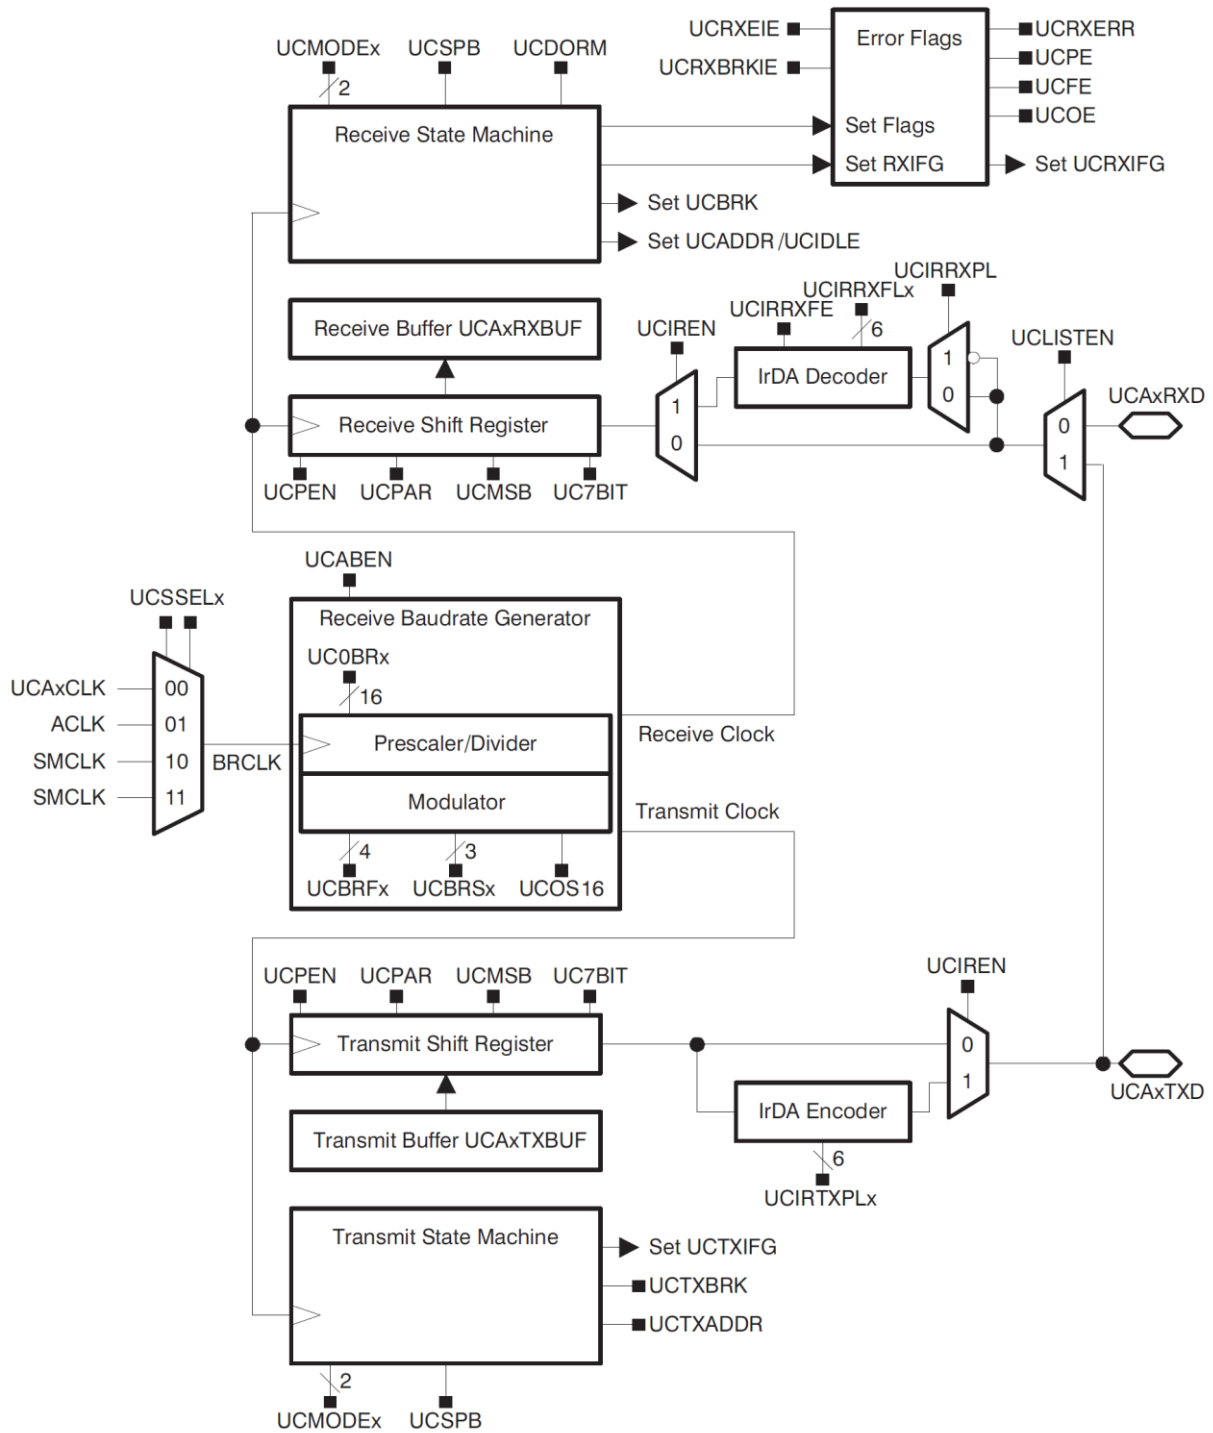 UCMODEx
UCSPB
UCDORM
2
Receive State Machine
UCRXEIE
UCRXBRKIE
Error Flags
Set Flags
Set RXIFG
UCRXERR
UCPE
UCFE
UCOE
Set UCRXIFG
Set UCBRK
Set UCADDR /UCIDLE
Receive Buffer UCAxRXBUF
Receive Shift Register
UCPEN
UCPAR
UCMSB
UC7BIT
UCIREN
1
0
UCIRRXFE
UCIRRXFLx
6
IrDA Decoder
UCIRRXPL
1
0
UCLISTEN
0
1
UCAxRXD
UCABEN
Receive Baudrate Generator
UC0BRx
16
Prescaler/Divider
Modulator
4
3
UCBRFx
UCBRSx
UCOS16
Receive Clock
Transmit Clock
UCSSELx
UCAxCLK
ACLK
SMCLK
SMCLK
00
01
10
11
BRCLK
UCPEN
UCPAR
UCMSB
UC7BIT
Transmit Shift Register
Transmit Buffer UCAxTXBUF
UCIREN
0
1
IrDA Encoder
6
UCIRTXPLx
UCAxTXD
Transmit State Machine
Set UCTXIFG
UCTXBRK
UCTXADDR
2
UCMODEx
UCSPB